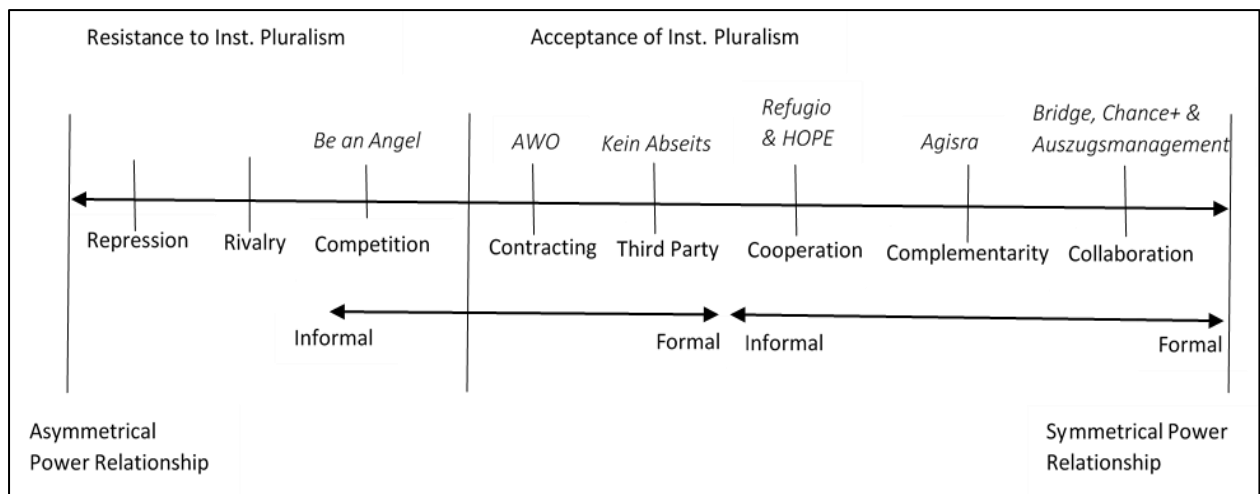 Resistance to Inst. Pluralism
Acceptance of Inst. Pluralism
Be an Angel
AWO
Kein Abseits
Refugio
& HOPE
Agisra
Bridge, Chance+ &
Auszugsmanagement
Repression
Rivalry
Competition
Contracting
Third Party
Cooperation
Complementarity
Collaboration
Informal
Formal
Informal
Formal
Asymmetrical
Power Relationship
Symmetrical Power
Relationship